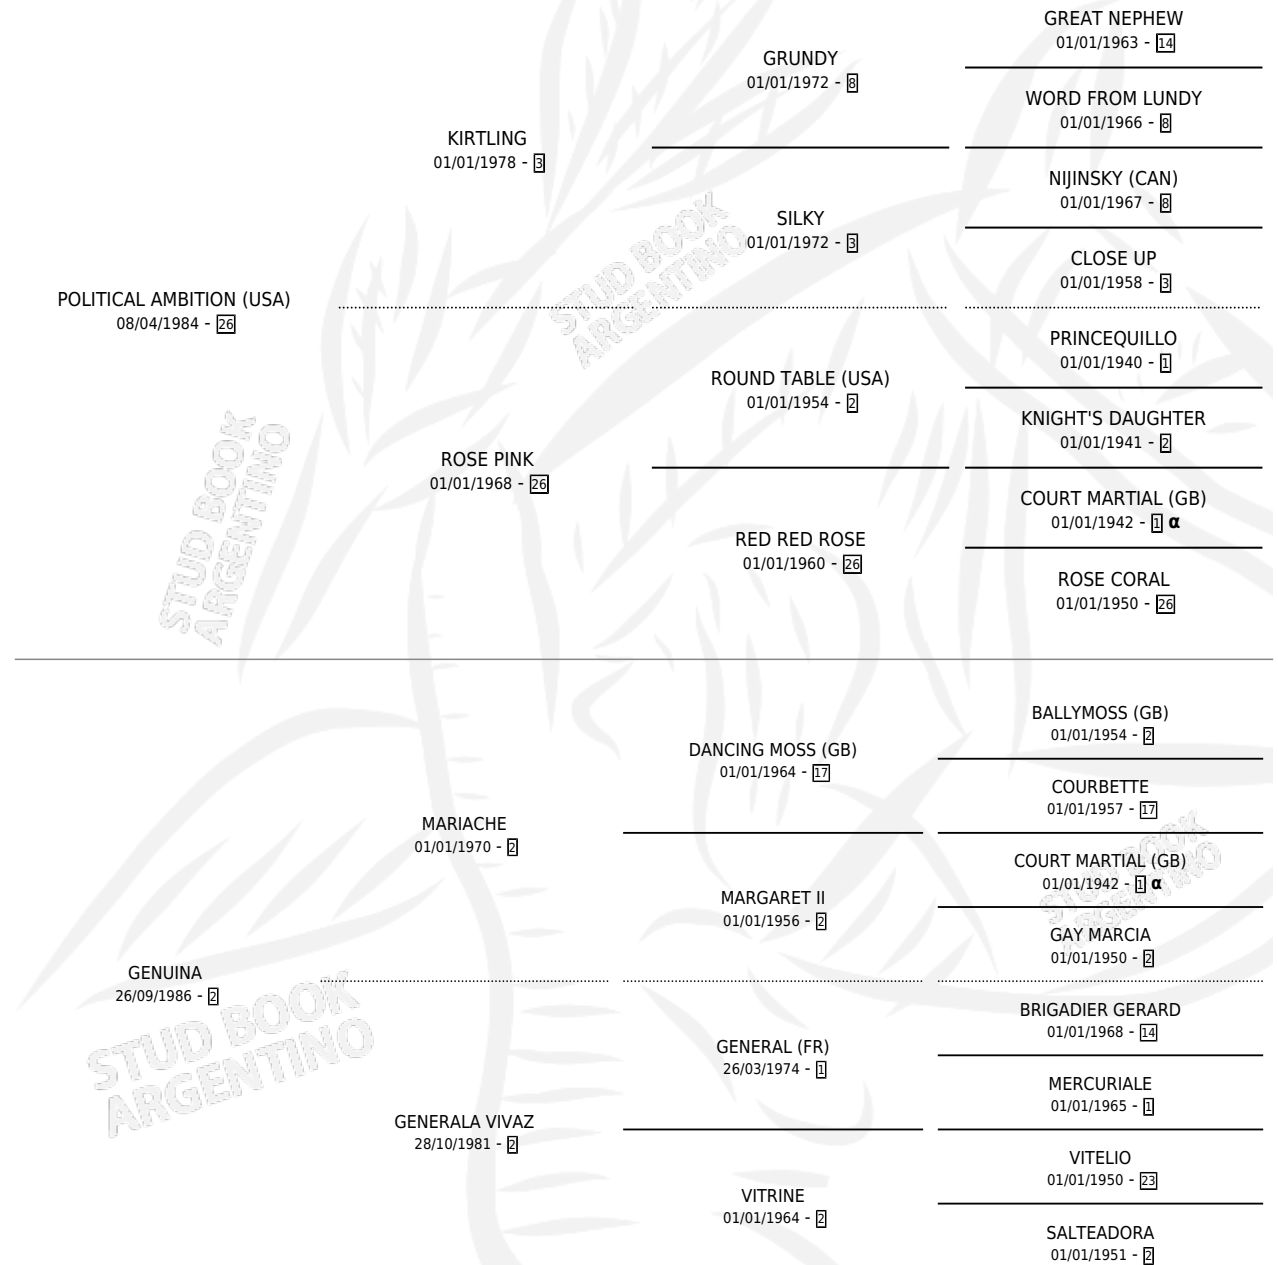 GREAT NEPHEW
01/01/1963 - 14
GRUNDY
01/01/1972 - 8
WORD FROM LUNDY
01/01/1966 - 8
KIRTLING
01/01/1978 - 3
NIJINSKY (CAN)
01/01/1967 - 8
SILKY
01/01/1972 - 3
CLOSE UP
01/01/1958 - 3
STUD BOOK
ARGENTINO
POLITICAL AMBITION (USA)
08/04/1984 - 26
PRINCEQUILLO
01/01/1940 - 1
ROUND TABLE (USA)
01/01/1954 - 2
KNIGHT'S DAUGHTER
01/01/1941 - 2
ROSE PINK
01/01/1968 - 26
COURT MARTIAL (GB)
01/01/1942 - 1 α
RED RED ROSE
01/01/1960 - 26
ROSE CORAL
01/01/1950 - 26
STUD BOOK
ARGENTINO
BALLYMOSS (GB)
01/01/1954 - 2
DANCING MOSS (GB)
01/01/1964 - 17
COURBETTE
01/01/1957 - 17
MARIACHE
01/01/1970 - 2
COURT MARTIAL (GB)
01/01/1942 - 1 α
MARGARET II
01/01/1956 - 2
GAY MARCIA
01/01/1950 - 2
STUD BOOK
ARGENTINO
GENUINA
26/09/1986 - 2
BRIGADIER GERARD
01/01/1968 - 14
GENERAL (FR)
26/03/1974 - 1
MERCURIALE
01/01/1965 - 1
STUD BOOK
ARGENTINO
GENERALA VIVAZ
28/10/1981 - 2
VITELIO
01/01/1950 - 23
VITRINE
01/01/1964 - 2
SALTEADORA
01/01/1951 - 2